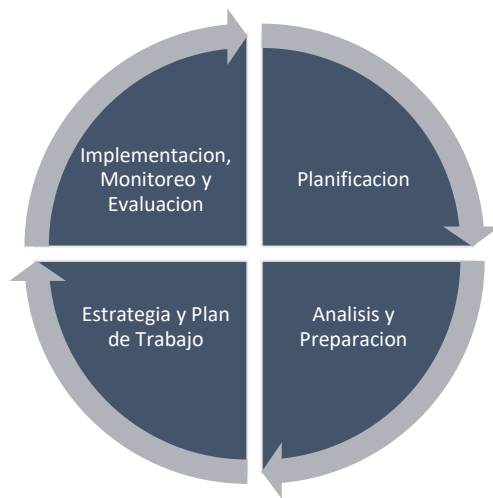 Implementacion,
Monitoreo y
Evaluacion
Planificacion
Estrategia y Plan
de Trabajo
Analisis y
Preparacion